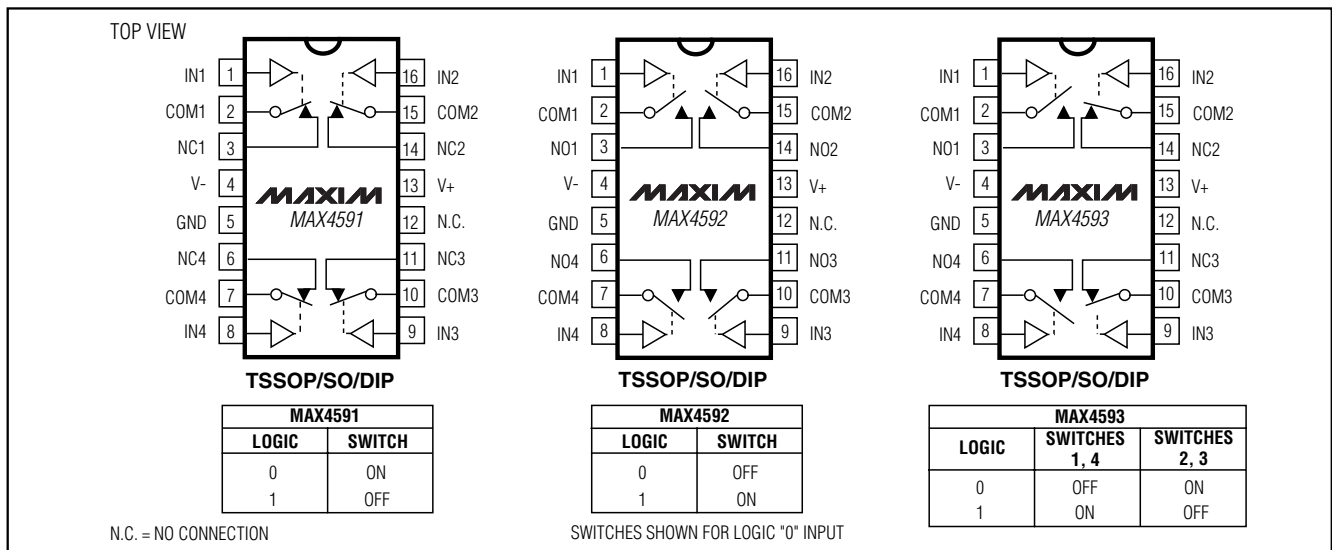 TOP VIEW
IN1 1 16 IN2
COM1 2 15 COM2
NC1 3 14 NC2
V- 4 13 V+
GND 5 12 N.C.
NC4 6 11 NC3
COM4 7 10 COM3
IN4 8 9 IN3
MAXIM
MAX4591
TSSOP/SO/DIP
MAX4591
LOGIC SWITCH
0 ON
1 OFF
IN1 1 16 IN2
COM1 2 15 COM2
NO1 3 14 NO2
V- 4 13 V+
GND 5 12 N.C.
NO4 6 11 NO3
COM4 7 10 COM3
IN4 8 9 IN3
MAXIM
MAX4592
TSSOP/SO/DIP
MAX4592
LOGIC SWITCH
0 OFF
1 ON
IN1 1 16 IN2
COM1 2 15 COM2
NO1 3 14 NC2
V- 4 13 V+
GND 5 12 N.C.
NO4 6 11 NC3
COM4 7 10 COM3
IN4 8 9 IN3
MAXIM
MAX4593
TSSOP/SO/DIP
MAX4593
LOGIC SWITCHES 1, 4 SWITCHES 2, 3
0 OFF ON
1 ON OFF
N.C. = NO CONNECTION
SWITCHES SHOWN FOR LOGIC "0" INPUT